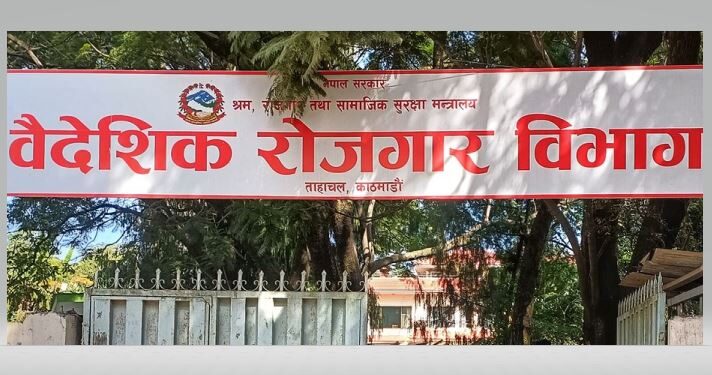 नेपाल सरकार
श्रम, रोजगार तथा सामाजिक सुरक्षा मन्त्रालय
वैदेशिक रोजगार विभाग
ताहाचल, काठमाडौं